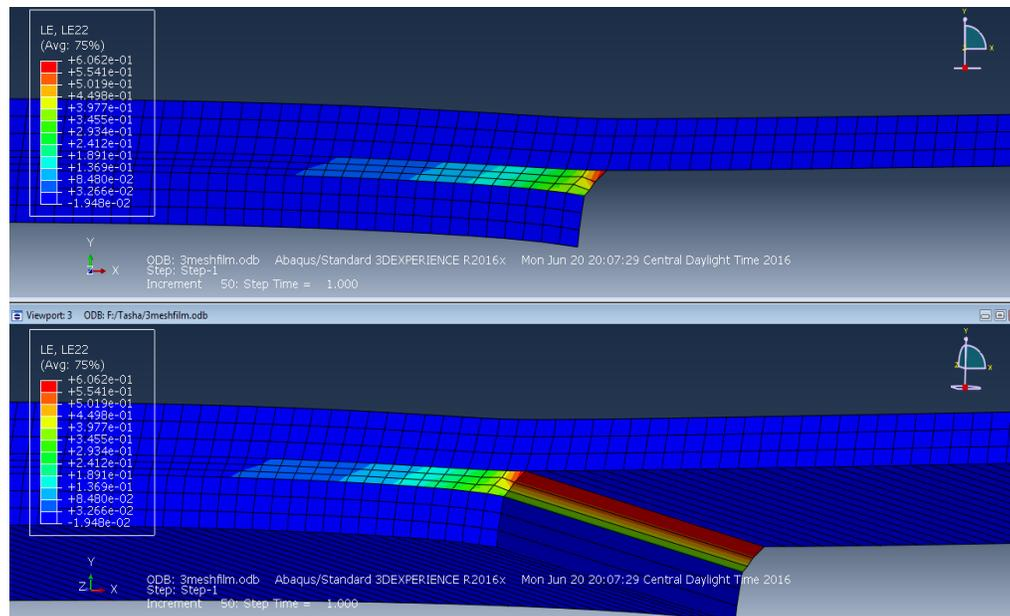 LE, LE22
(Avg: 75%)
+6.062e-01
+5.541e-01
+5.019e-01
+4.498e-01
+3.977e-01
+3.455e-01
+2.934e-01
+2.412e-01
+1.891e-01
+1.369e-01
+8.480e-02
+3.266e-02
-1.948e-02
Y
X
Z
Y
Z X
ODB: 3meshfilm.odb Abaqus/Standard 3DEXPERIENCE R2016x Mon Jun 20 20:07:29 Central Daylight Time 2016
Step: Step-1
Increment 50: Step Time = 1.000
Viewport: 3 ODB: F:/Tasha/3meshfilm.odb
LE, LE22
(Avg: 75%)
+6.062e-01
+5.541e-01
+5.019e-01
+4.498e-01
+3.977e-01
+3.455e-01
+2.934e-01
+2.412e-01
+1.891e-01
+1.369e-01
+8.480e-02
+3.266e-02
-1.948e-02
Y
Z X
Y
Z X
ODB: 3meshfilm.odb Abaqus/Standard 3DEXPERIENCE R2016x Mon Jun 20 20:07:29 Central Daylight Time 2016
Step: Step-1
Increment 50: Step Time = 1.000